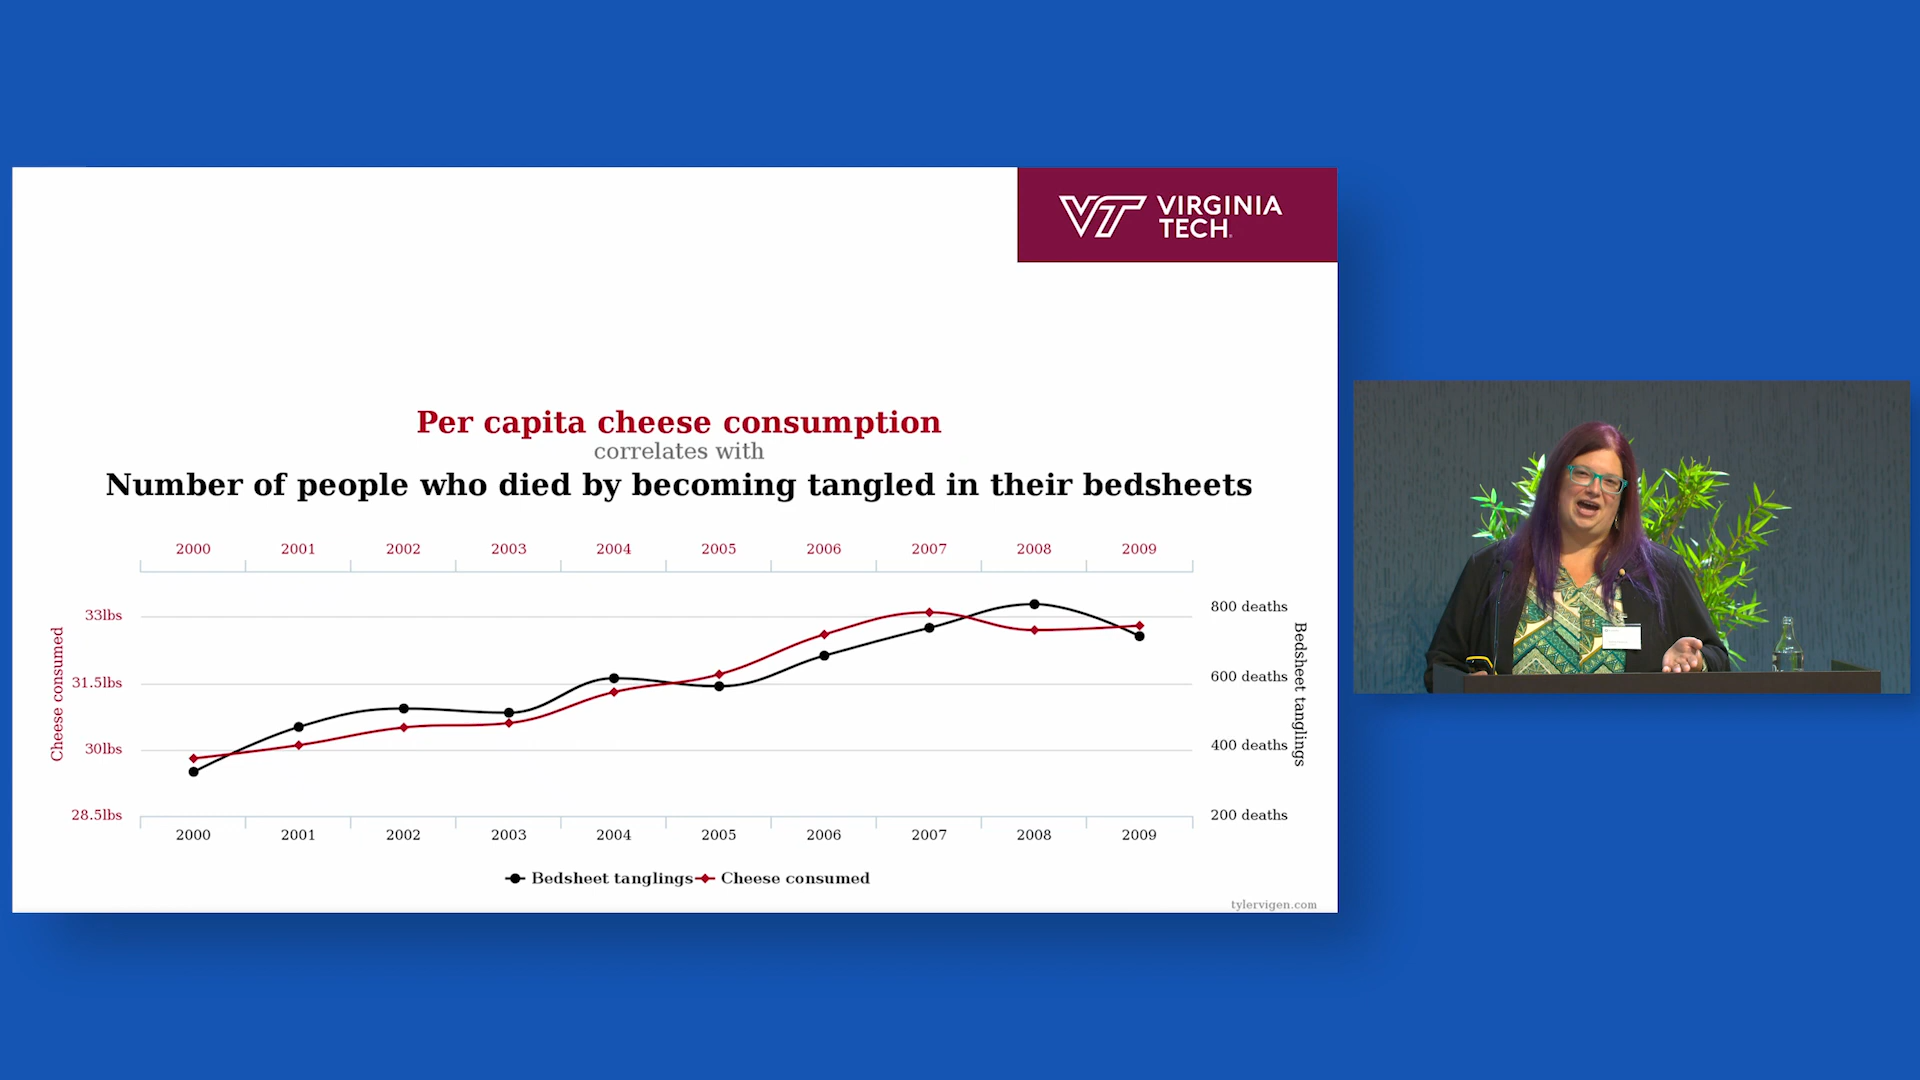 VT VIRGINIA
TECH
Per capita cheese consumption
correlates with
Number of people who died by becoming tangled in their bedsheets
2000 2001 2002 2003 2004 2005 2006 2007 2008 2009
33lbs
31.5lbs
30lbs
28.5lbs
Cheese consumed
800 deaths
600 deaths
400 deaths
200 deaths
Bedsheet tanglings
2000 2001 2002 2003 2004 2005 2006 2007 2008 2009
Bedsheet tanglings Cheese consumed
tylervigen.com